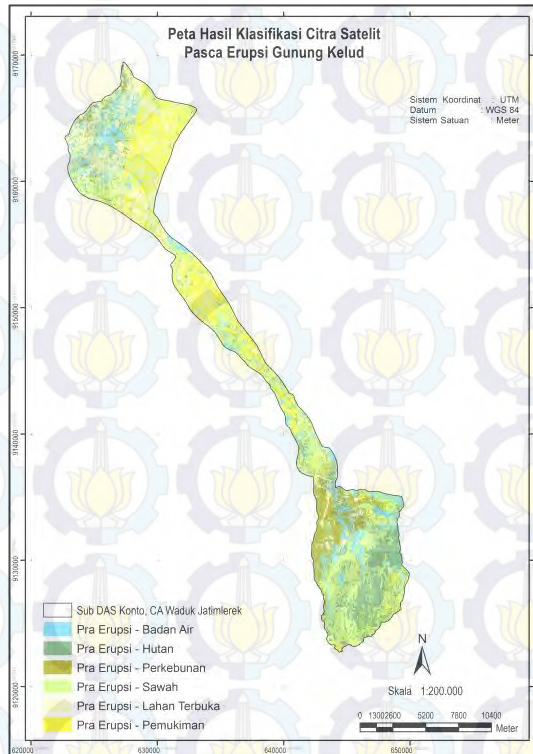 Peta Hasil Klasifikasi Citra Satelit
Pasca Erupsi Gunung Kelud
Sistem Koordinat : UTM
Datum : WGS 84
Sistem Satuan : Meter
9170000
9160000
9150000
9140000
9130000
9120000
Sub DAS Konto, CA Waduk Jatimlerek
Pra Erupsi - Badan Air
Pra Erupsi - Hutan
Pra Erupsi - Perkebunan
Pra Erupsi - Sawah
Pra Erupsi - Lahan Terbuka
Pra Erupsi - Pemukiman
N
Skala 1:200.000
0 1300 2600 5200 7800 10400
Meter
620000 630000 640000 650000